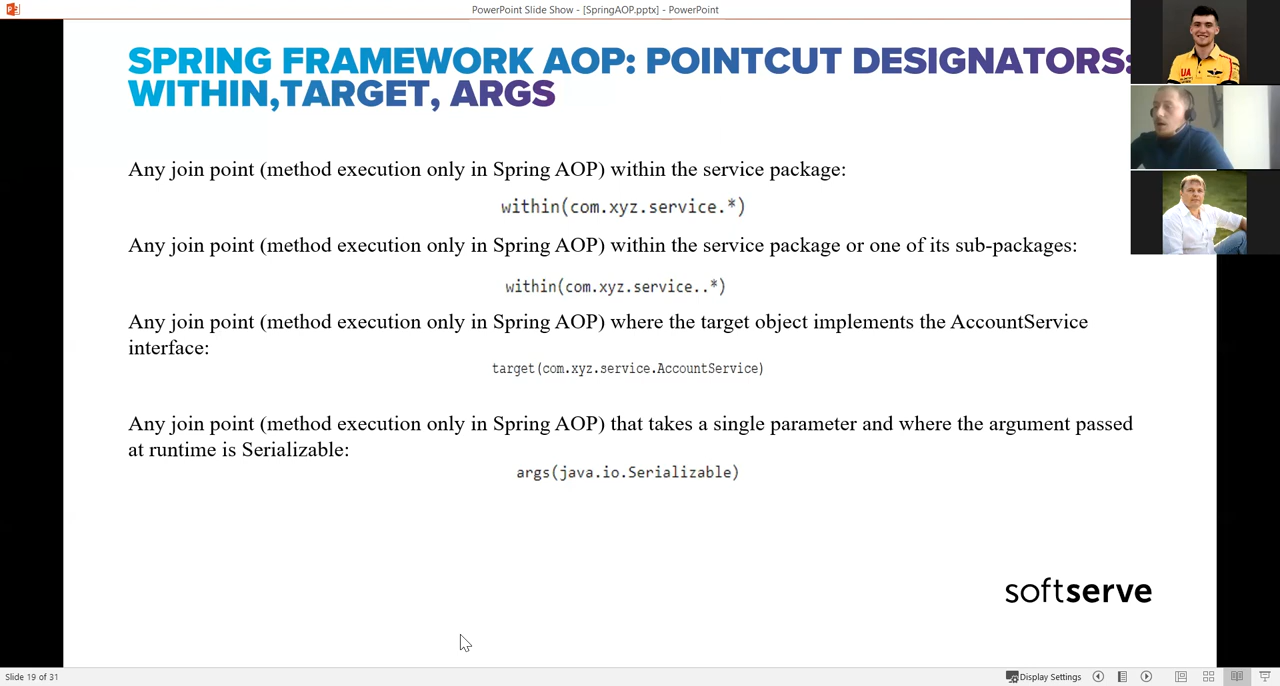 PowerPoint Slide Show - [SpringAOP.pptx] - PowerPoint
SPRING FRAMEWORK AOP: POINTCUT DESIGNATORS:
WITHIN,TARGET, ARGS
Any join point (method execution only in Spring AOP) within the service package:
within(com.xyz.service.*)
Any join point (method execution only in Spring AOP) within the service package or one of its sub-packages:
within(com.xyz.service..*)
Any join point (method execution only in Spring AOP) where the target object implements the AccountService
interface:
target(com.xyz.service.AccountService)
Any join point (method execution only in Spring AOP) that takes a single parameter and where the argument passed
at runtime is Serializable:
args(java.io.Serializable)
softserve
UA
Slide 19 of 31
Display Settings